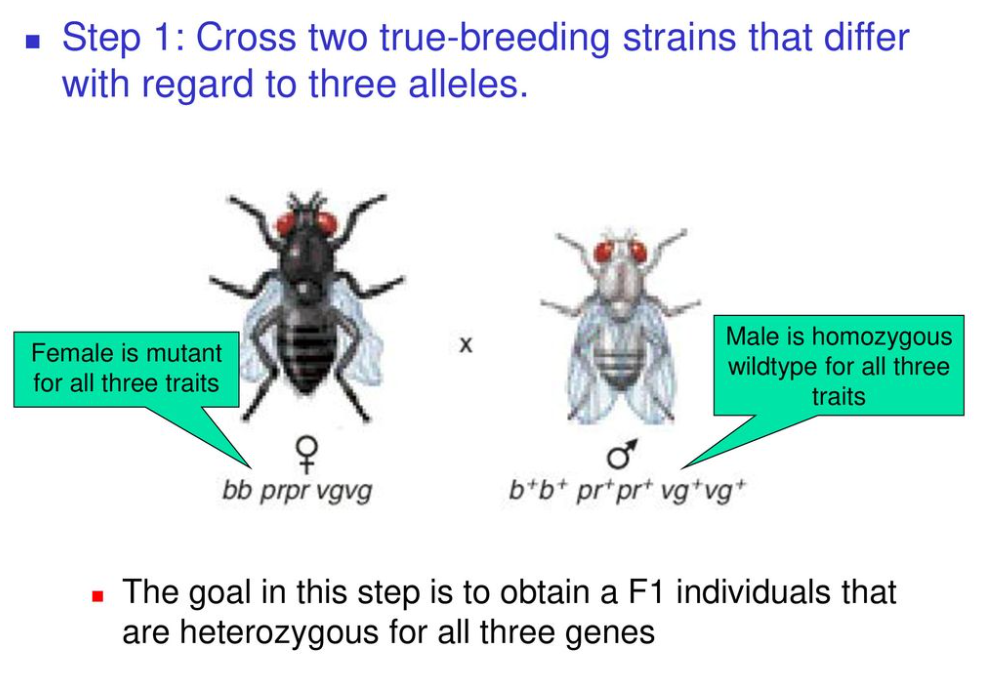 Step 1: Cross two true-breeding strains that differ
with regard to three alleles.
Female is mutant
for all three traits
x
Male is homozygous
wildtype for all three
traits
♀
♂
bb prpr vgvg
b⁺b⁺ pr⁺pr⁺ vg⁺vg⁺
The goal in this step is to obtain a F1 individuals that
are heterozygous for all three genes